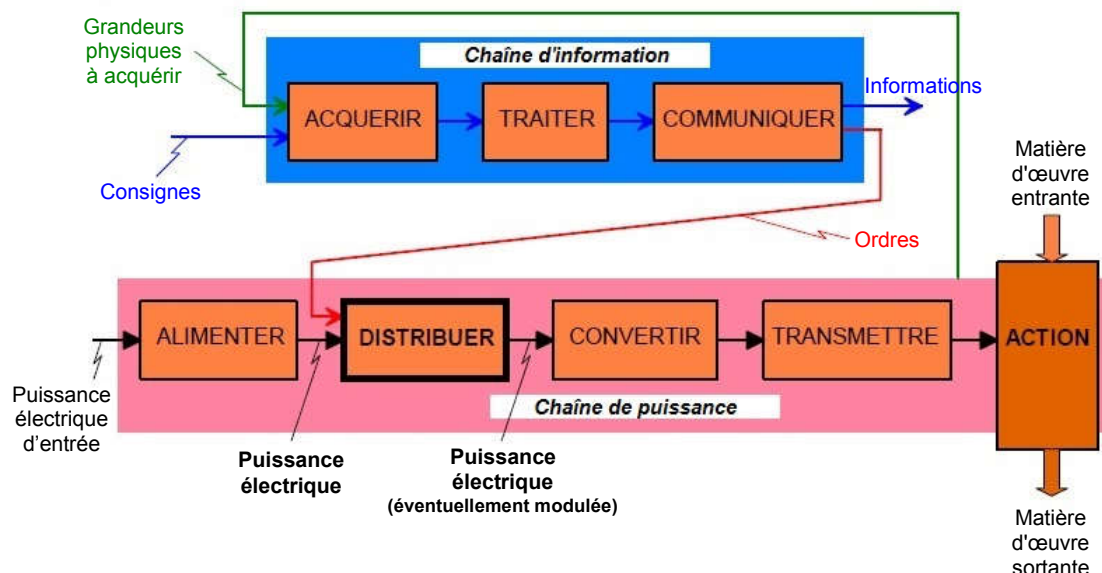 Grandeurs
physiques
à acquérir
Chaîne d'information
Informations
ACQUERIR
TRAITER
COMMUNIQUER
Consignes
Matière
d'œuvre
entrante
Ordres
ALIMENTER
DISTRIBUER
CONVERTIR
TRANSMETTRE
ACTION
Puissance
électrique
d’entrée
Chaîne de puissance
Puissance
électrique
Puissance
électrique
(éventuellement modulée)
Matière
d'œuvre
sortante